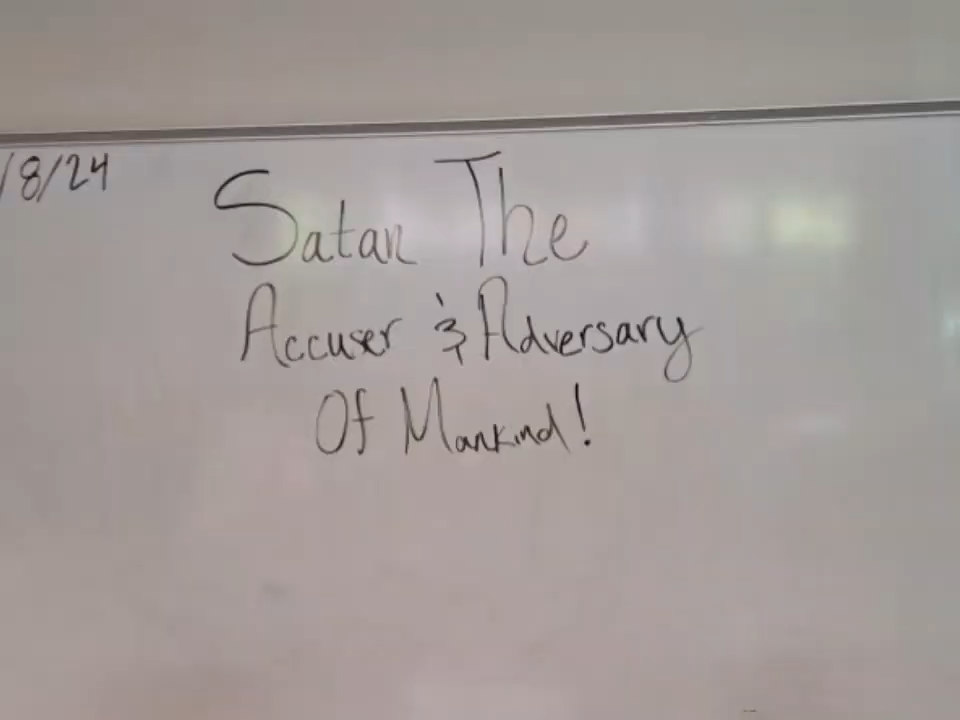 /8/24
Satan The
Accuser & Adversary
Of Mankind!